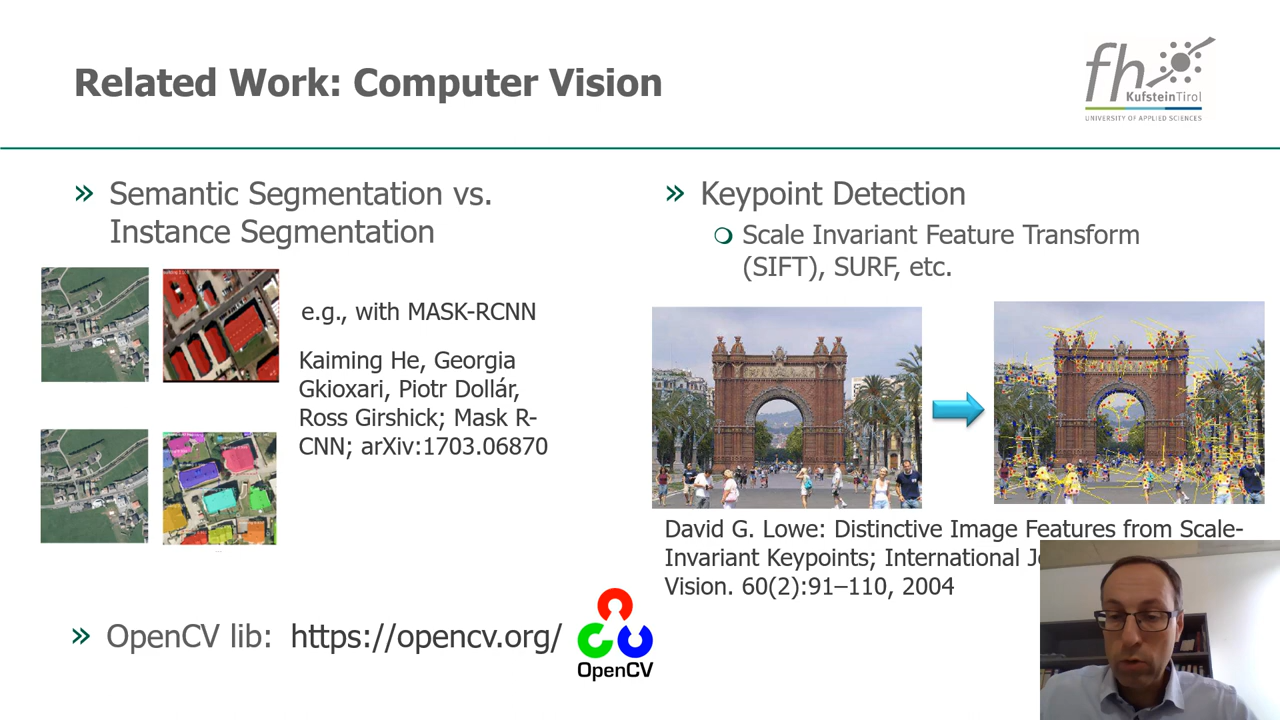 Related Work: Computer Vision
fh
KufsteinTirol
UNIVERSITY OF APPLIED SCIENCES
» Semantic Segmentation vs.
Instance Segmentation
e.g., with MASK-RCNN
Kaiming He, Georgia
Gkioxari, Piotr Dollár,
Ross Girshick; Mask R-
CNN; arXiv:1703.06870
» Keypoint Detection
Scale Invariant Feature Transform
(SIFT), SURF, etc.
David G. Lowe: Distinctive Image Features from Scale-
Invariant Keypoints; International
Vision. 60(2):91–110, 2004
» OpenCV lib: https://opencv.org/
OpenCV